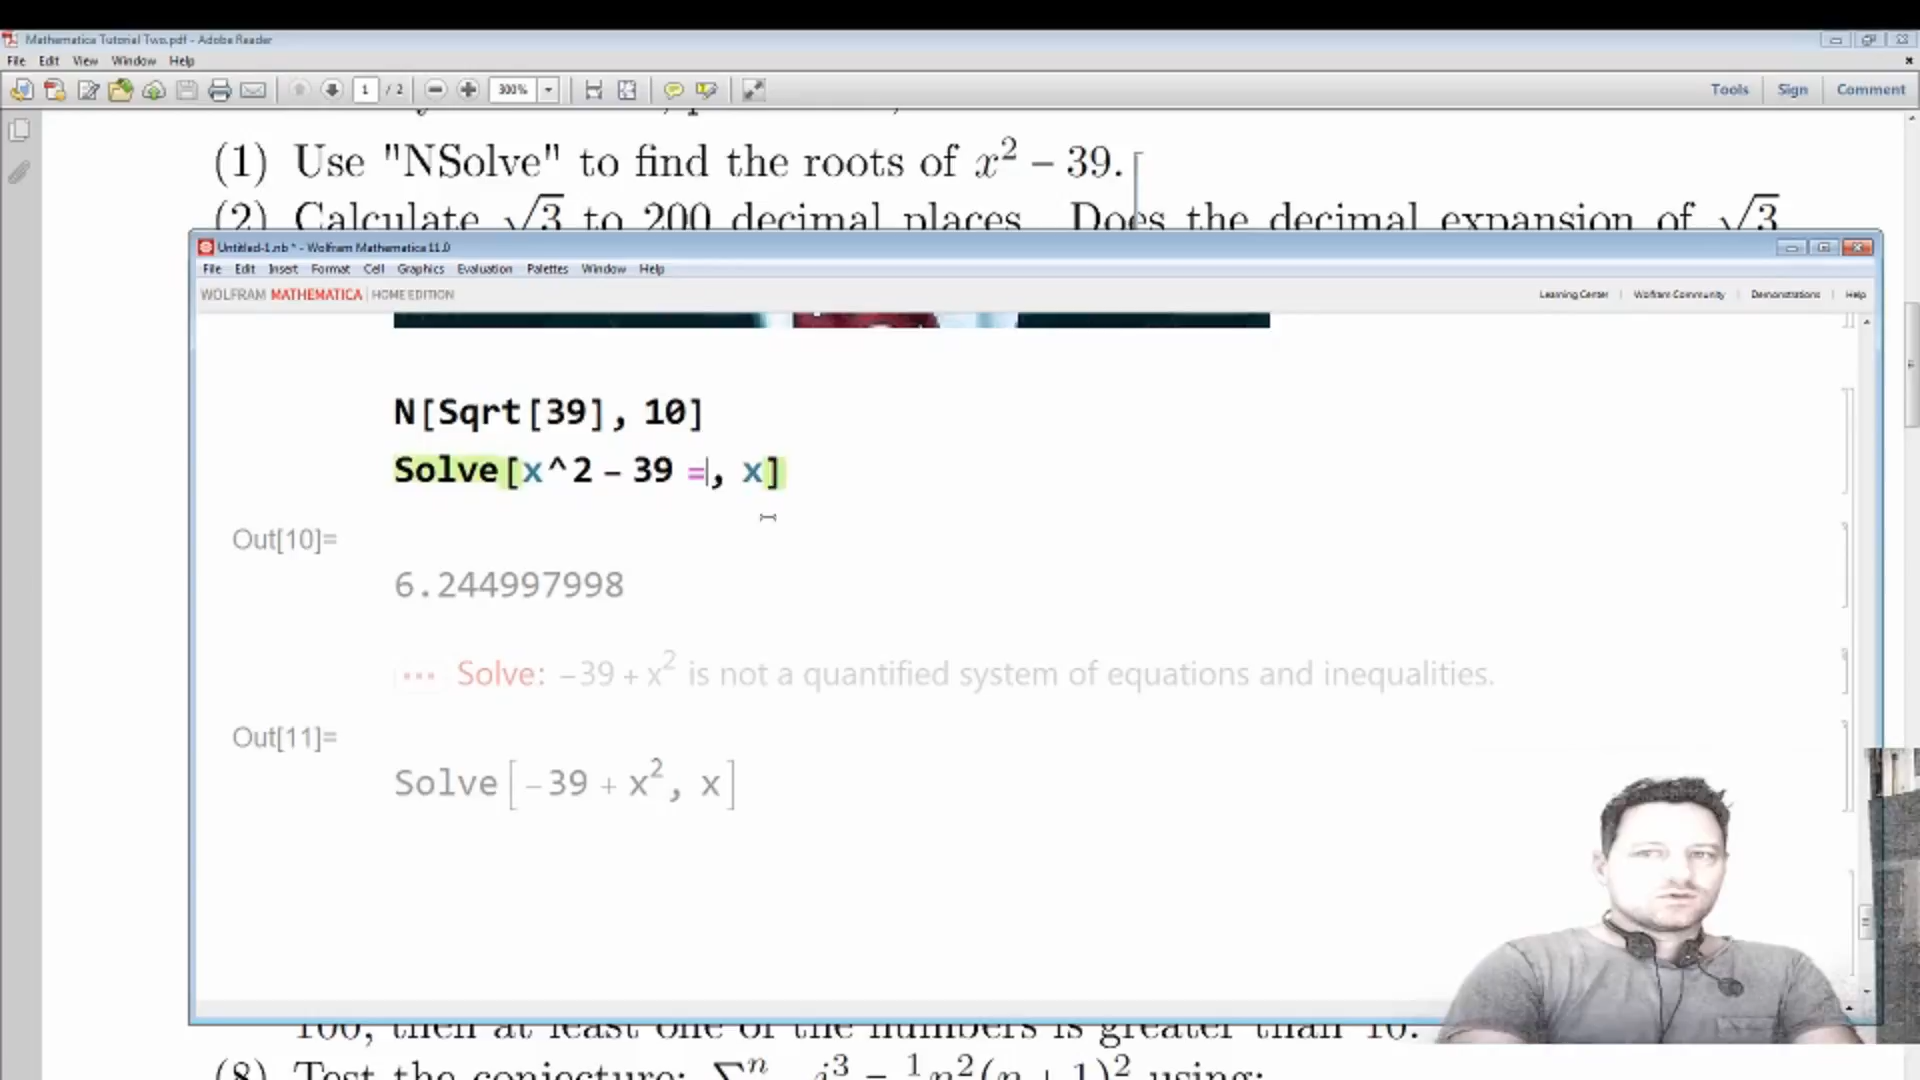 Mathematica Tutorial Two.pdf - Adobe Reader
File Edit View Window Help
1 / 2 300% Tools Sign Comment
(1) Use "NSolve" to find the roots of x² − 39.
(2) Calculate √3 to 200 decimal places. Does the decimal expansion of √3
Untitled-1.nb * - Wolfram Mathematica 11.0
File Edit Insert Format Cell Graphics Evaluation Palettes Window Help
WOLFRAM MATHEMATICA | HOME EDITION Learning Center | Wolfram Community | Demonstrations | Help
N[Sqrt[39], 10]
Solve[x^2 − 39 =, x]
Out[10]=
6.244997998
••• Solve: −39 + x² is not a quantified system of equations and inequalities.
Out[11]=
Solve[−39 + x², x]
100, then at least one of the numbers is greater than 10.
(8) Test the conjecture: using: